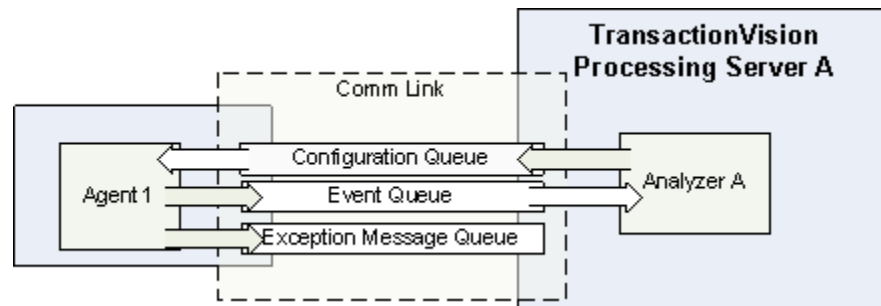 TransactionVision
Processing Server A
Comm Link
Configuration Queue
Agent 1
Event Queue
Analyzer A
Exception Message Queue